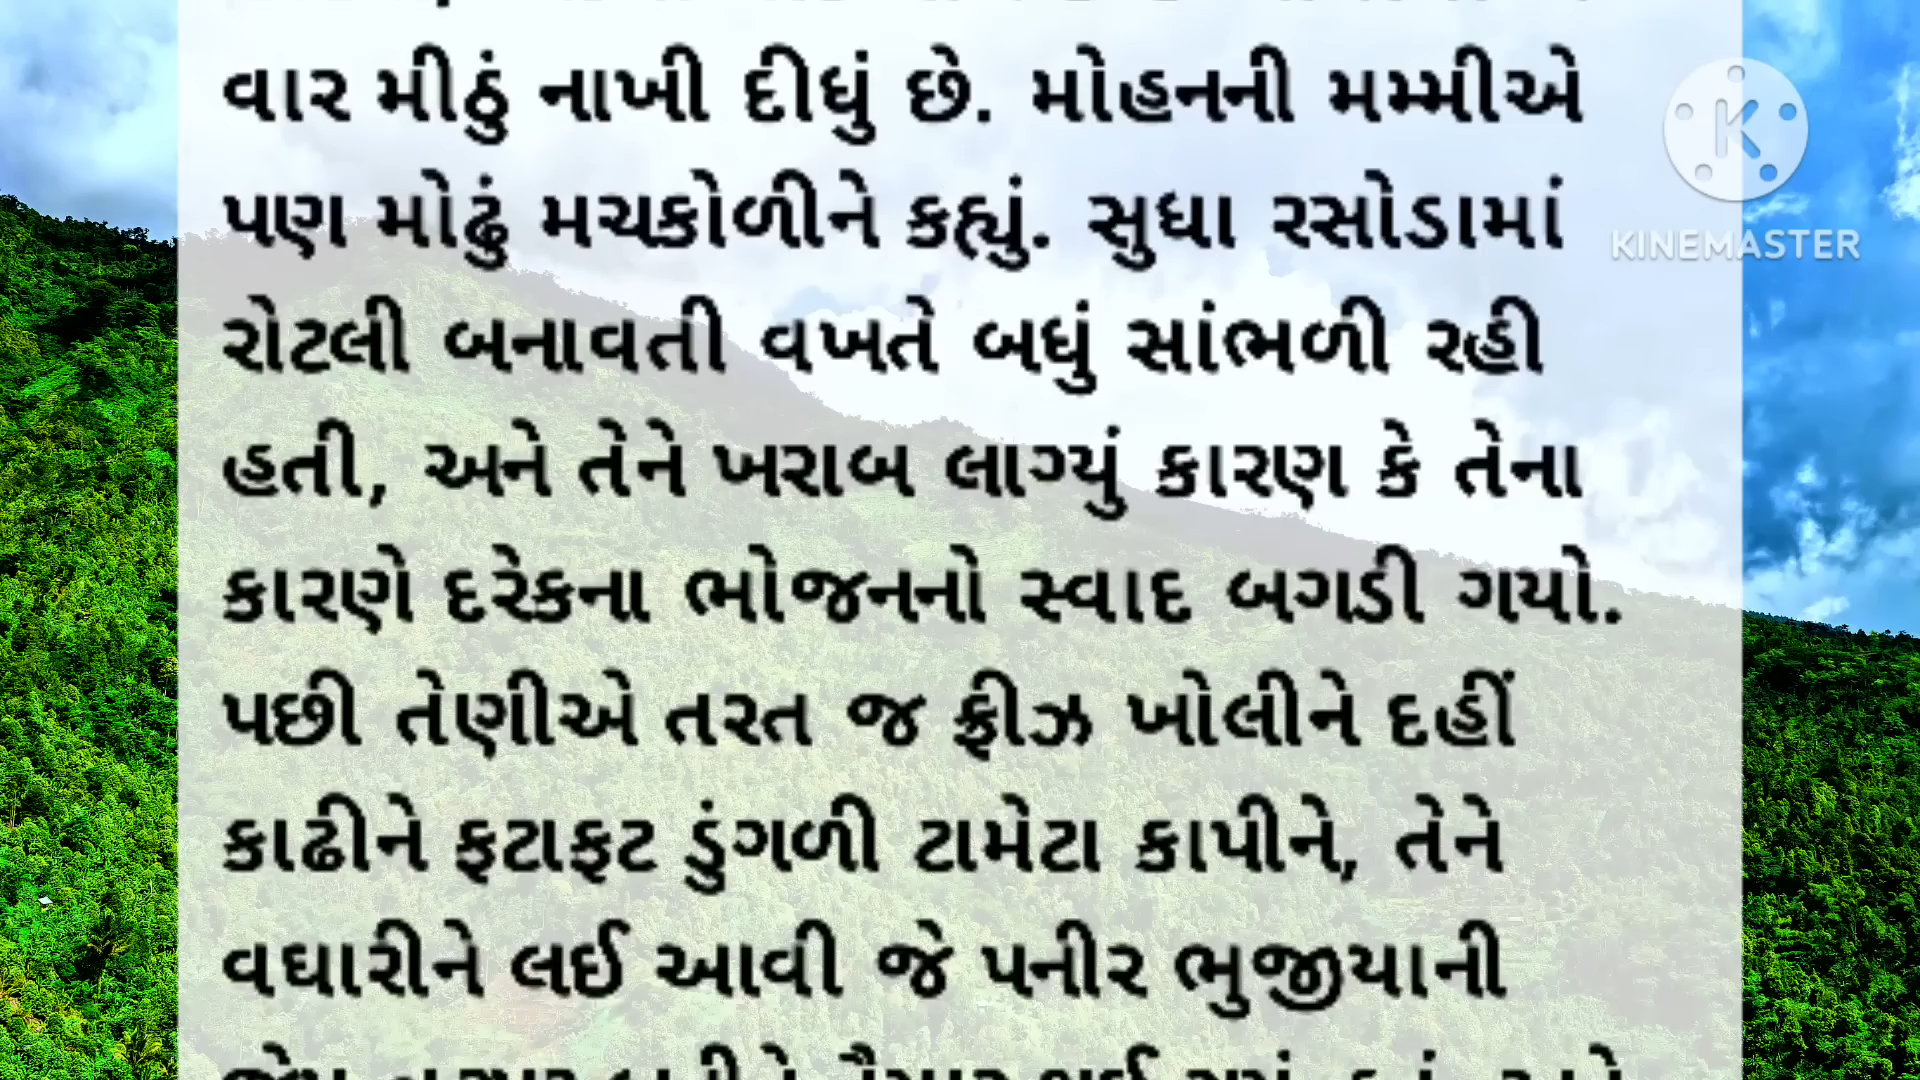 વાર મીઠું નાખી દીધું છે. મોહનની મમ્મીએ
પણ મોઢું મચકોળીને કહ્યું. સુધા રસોડામાં
રોટલી બનાવતી વખતે બધું સાંભળી રહી
હતી, અને તેને ખરાબ લાગ્યું કારણ કે તેના
કારણે દરેકના ભોજનનો સ્વાદ બગડી ગયો.
પછી તેણીએ તરત જ ફ્રીઝ ખોલીને દહીં
કાઢીને ફટાફટ ડુંગળી ટામેટા કાપીને, તેને
વઘારીને લઈ આવી જે પનીર ભુજીયાની
K
KINEMASTER